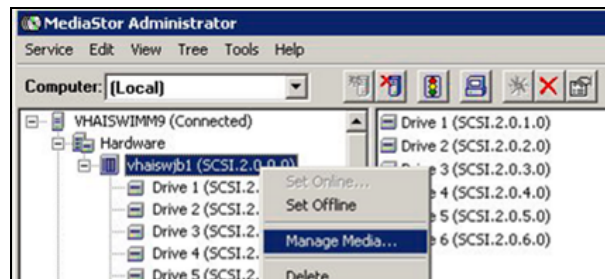 MediaStor Administrator
Service Edit View Tree Tools Help
Computer: (Local)
VHAISWIMM9 (Connected)
Hardware
vhaiswjb1 (SCSI.2.0.0.0)
Drive 1 (SCSI.2.
Drive 2 (SCSI.2.
Drive 3 (SCSI.2.
Drive 4 (SCSI.2.
Drive 5 (SCSI.2.
Set Online...
Set Offline
Manage Media...
Delete
Drive 1 (SCSI.2.0.1.0)
Drive 2 (SCSI.2.0.2.0)
3 (SCSI.2.0.3.0)
4 (SCSI.2.0.4.0)
5 (SCSI.2.0.5.0)
6 (SCSI.2.0.6.0)